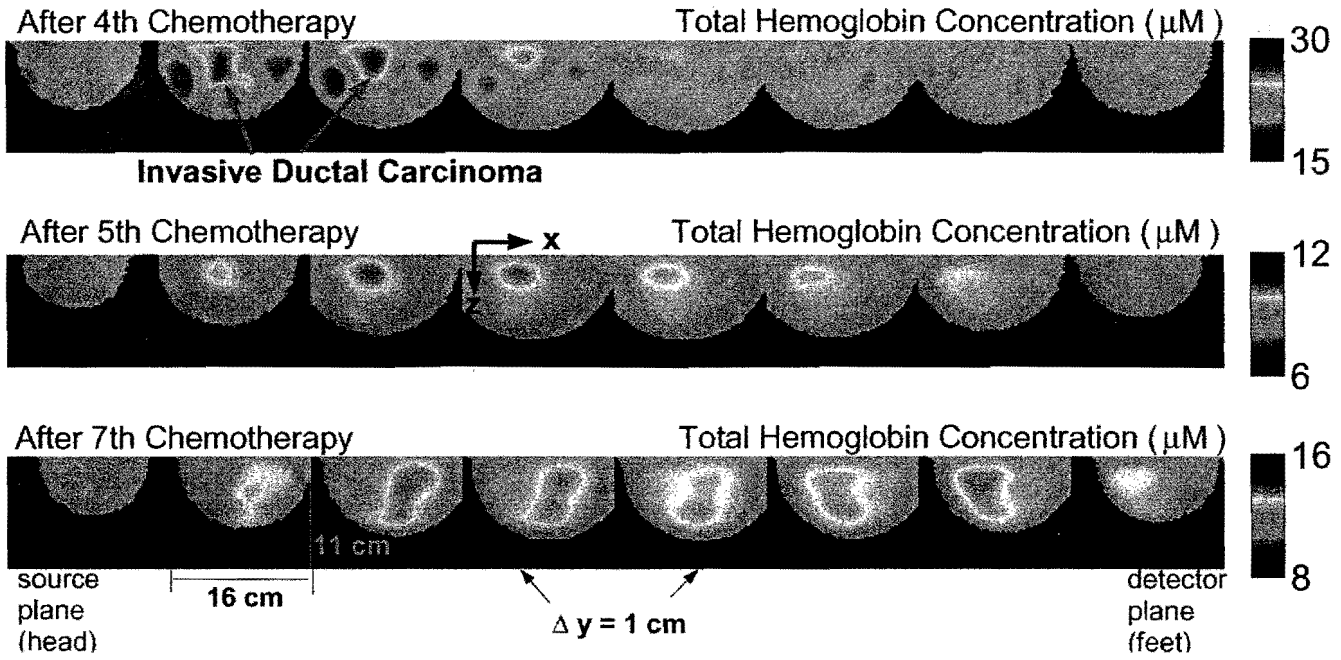 After 4th Chemotherapy
Total Hemoglobin Concentration ( μM )
30
15
Invasive Ductal Carcinoma
After 5th Chemotherapy
Total Hemoglobin Concentration ( μM )
x
z
12
6
After 7th Chemotherapy
Total Hemoglobin Concentration ( μM )
16
8
11 cm
16 cm
source
plane
(head)
Δ y = 1 cm
detector
plane
(feet)